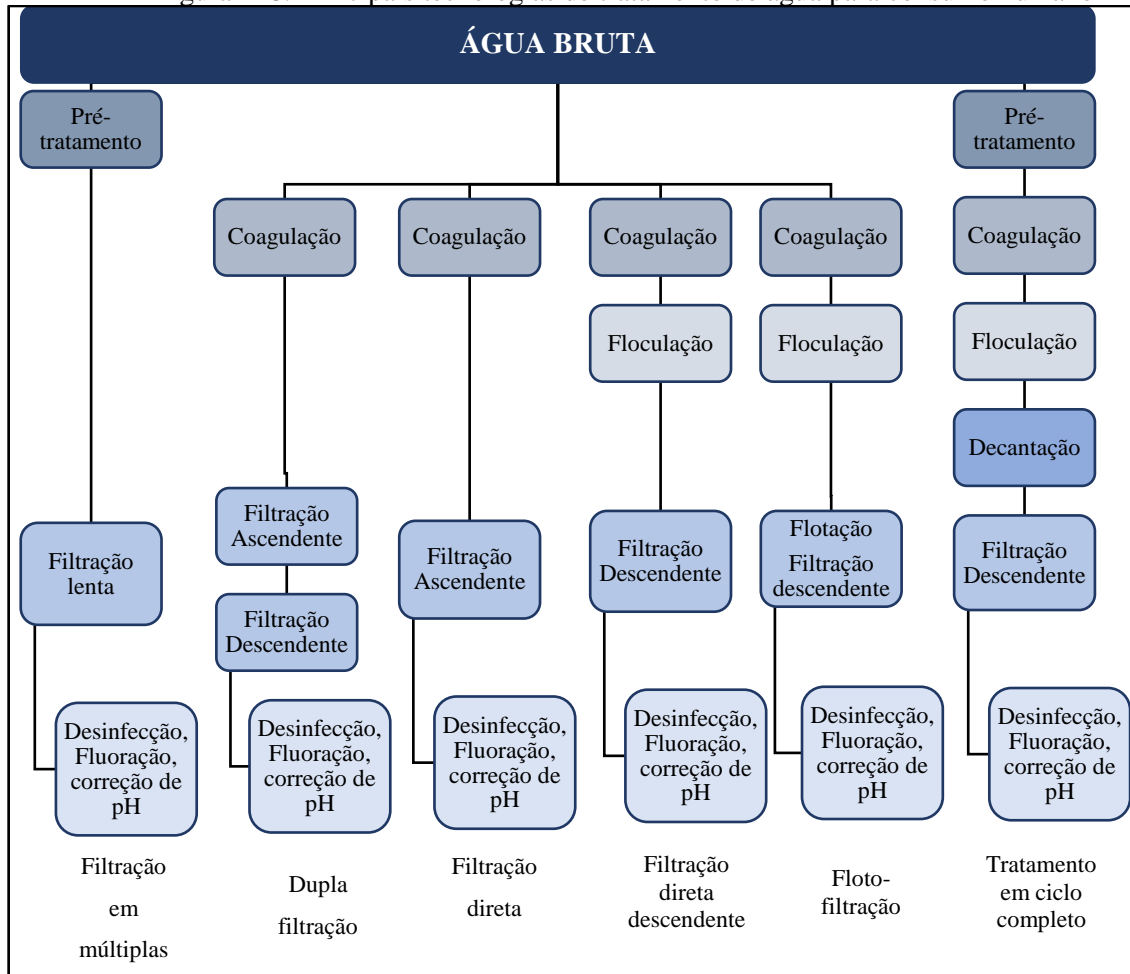 ÁGUA BRUTA
Pré-
tratamento
Filtração
lenta
Desinfecção,
Fluoração,
correção de
pH
Filtração
em
múltiplas
Coagulação
Filtração
Ascendente
Filtração
Descendente
Desinfecção,
Fluoração,
correção de
pH
Dupla
filtração
Coagulação
Filtração
Ascendente
Desinfecção,
Fluoração,
correção de
pH
Filtração
direta
Coagulação
Floculação
Filtração
Descendente
Desinfecção,
Fluoração,
correção de
pH
Filtração
direta
descendente
Coagulação
Floculação
Flotação
Filtração
descendente
Desinfecção,
Fluoração,
correção de
pH
Floto-
filtração
Pré-
tratamento
Coagulação
Floculação
Decantação
Filtração
Descendente
Desinfecção,
Fluoração,
correção de
pH
Tratamento
em ciclo
completo